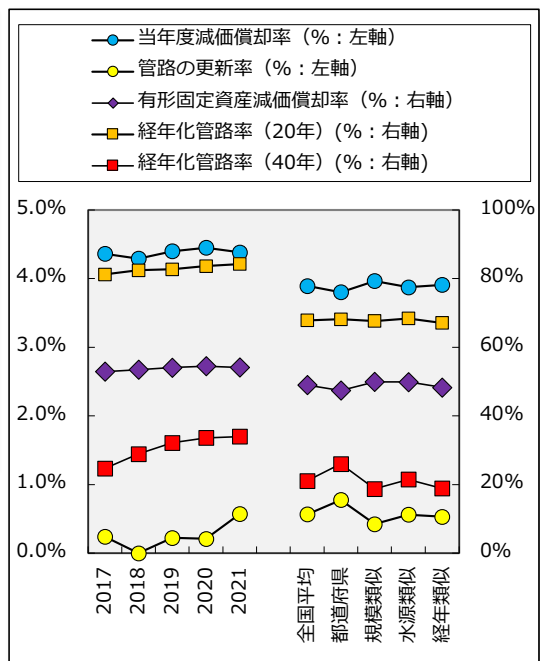 当年度減価償却率（%：左軸）
管路の更新率（%：左軸）
有形固定資産減価償却率（%：右軸）
経年化管路率（20年）(%：右軸)
経年化管路率（40年）(%：右軸)
5.0%
100%
4.0%
80%
3.0%
60%
2.0%
40%
1.0%
20%
0.0%
0%
2017
2018
2019
2020
2021
全国平均
都道府県
規模類似
水源類似
経年類似